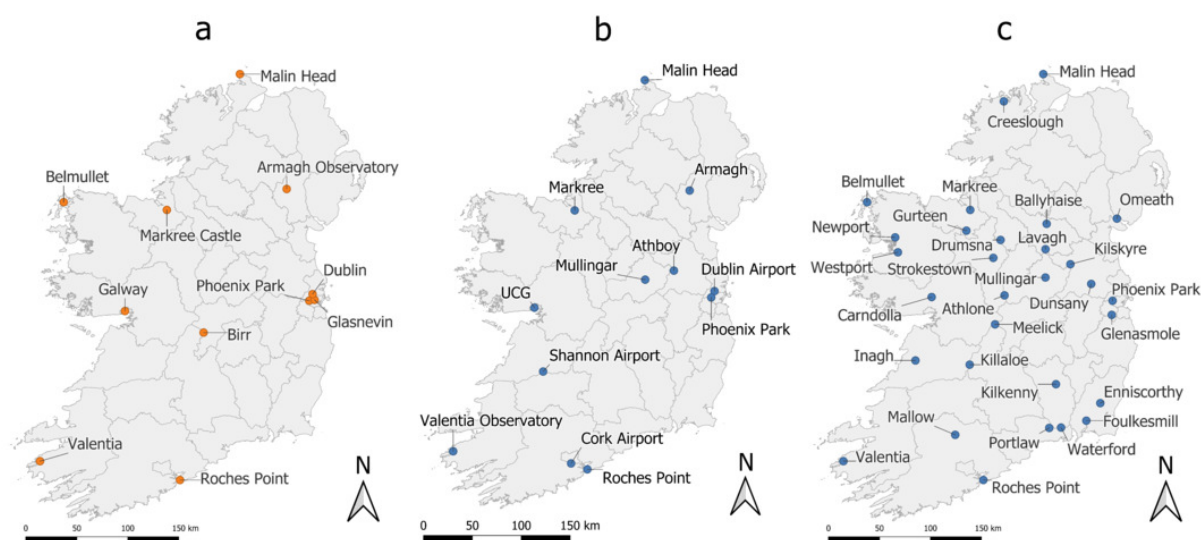 a
Malin Head
Armagh Observatory
Belmullet
Markree Castle
Dublin
Phoenix Park
Galway
Glasnevin
Birr
Valentia
Roches Point
N
0 50 100 150 km
b
Malin Head
Armagh
Markree
Athboy
Mullingar
Dublin Airport
UCG
Phoenix Park
Shannon Airport
Valentia Observatory
Cork Airport
Roches Point
N
0 50 100 150 km
c
Malin Head
Creeslough
Belmullet
Markree
Ballyhaise
Omeath
Gurteen
Newport
Drumsna
Lavagh
Kilskyre
Westport
Strokestown
Mullingar
Phoenix Park
Carndolla
Athlone
Dunsany
Meelick
Glenasmole
Inagh
Killaloe
Kilkenny
Enniscorthy
Mallow
Foulkesmill
Portlaw
Waterford
Valentia
Roches Point
N
0 50 100 150 km